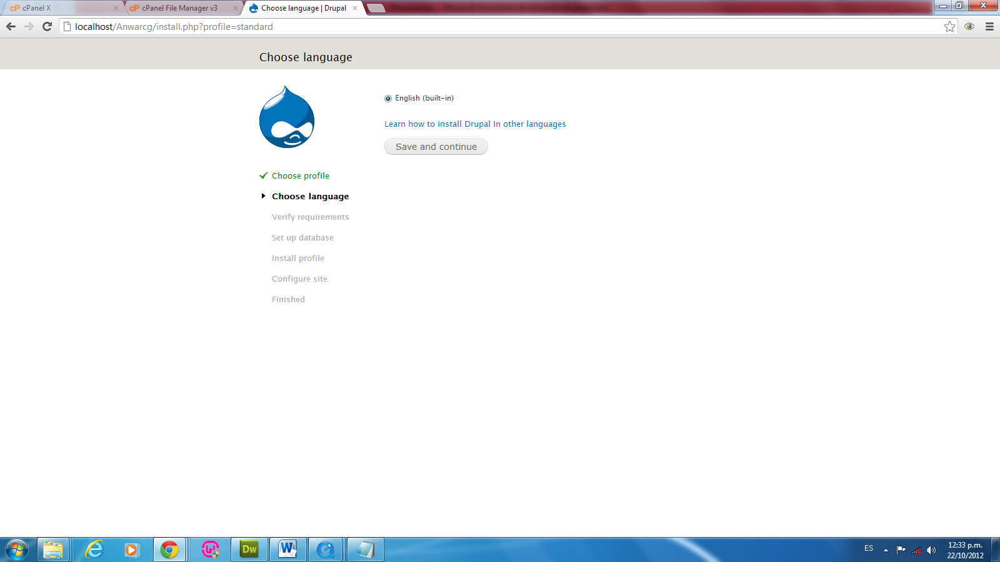 cPanel X
cPanel File Manager v3
Choose language | Drupal
localhost/Anwarcg/install.php?profile=standard
Choose language
English (built-in)
Learn how to install Drupal in other languages
Save and continue
Choose profile
Choose language
Verify requirements
Set up database
Install profile
Configure site
Finished
Dw
W
ES
12:33 p.m.
22/10/2012